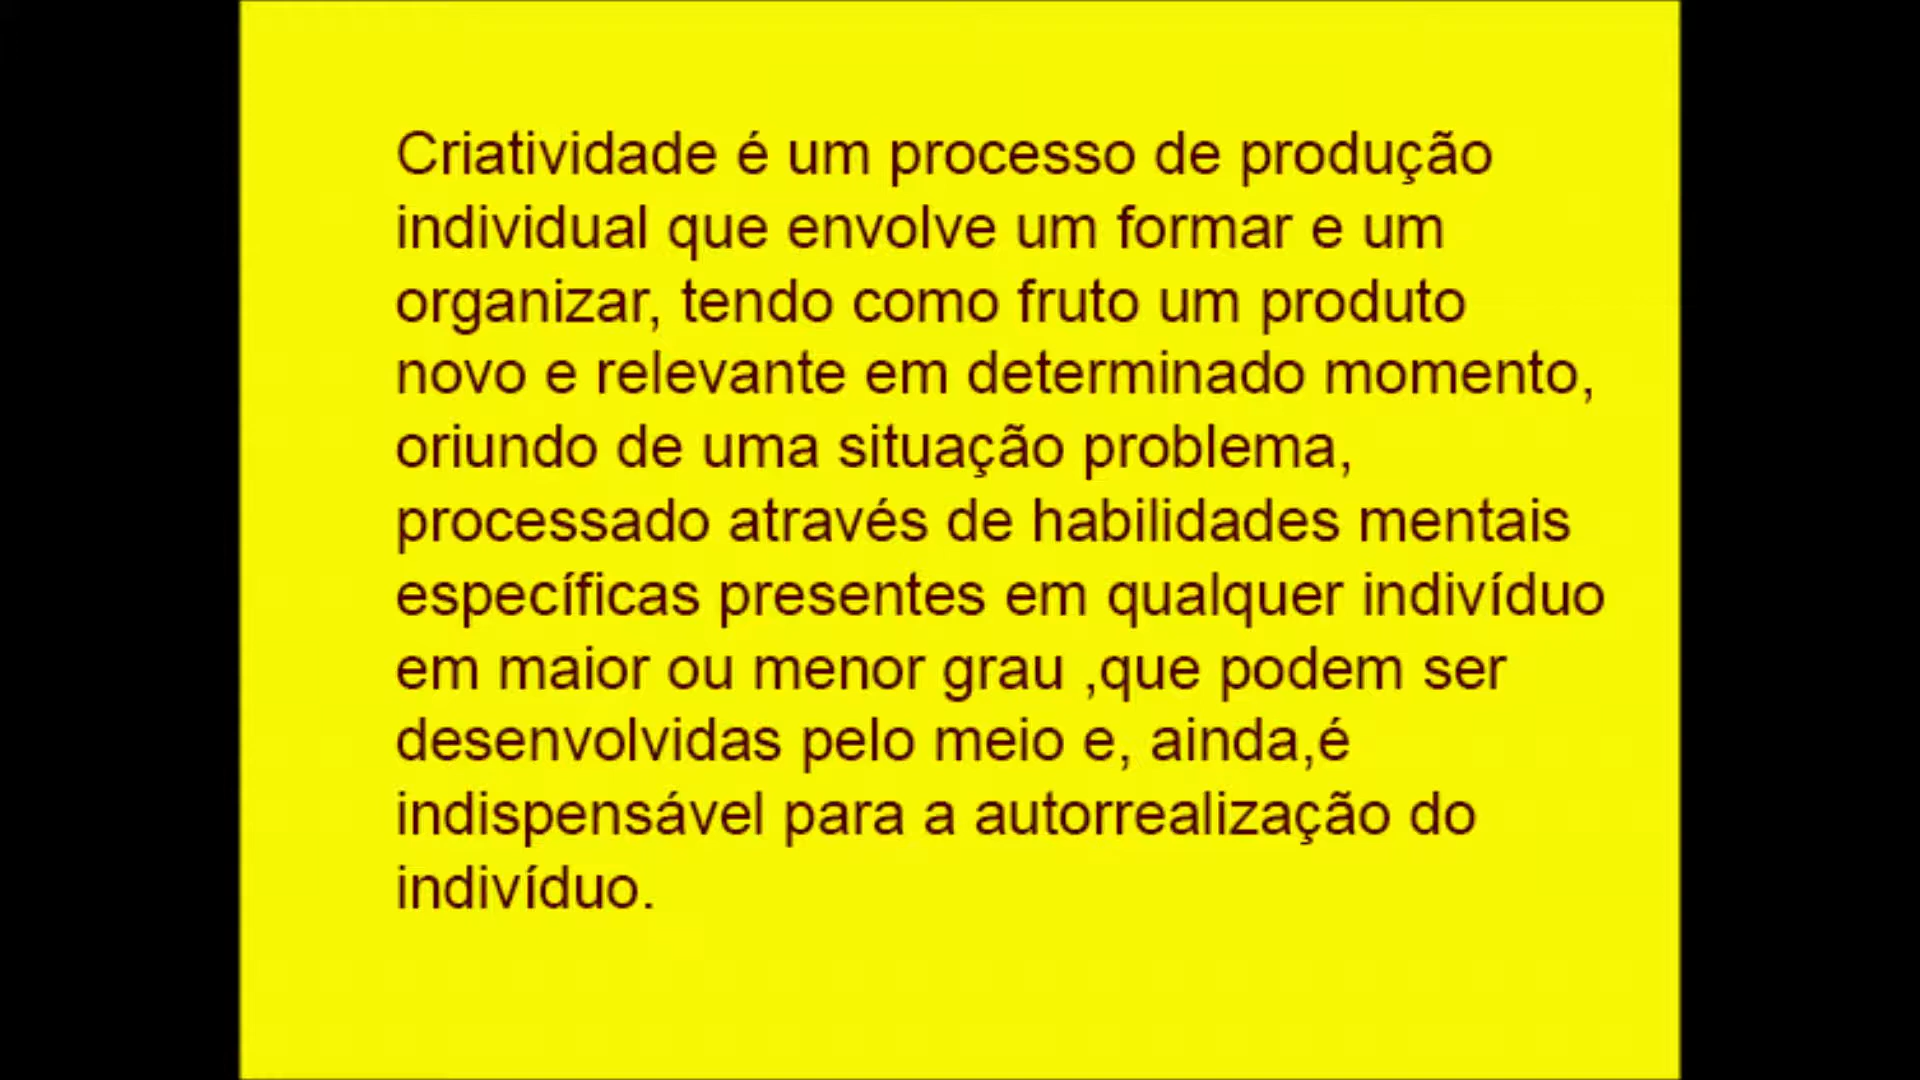 Criatividade é um processo de produção
individual que envolve um formar e um
organizar, tendo como fruto um produto
novo e relevante em determinado momento,
oriundo de uma situação problema,
processado através de habilidades mentais
específicas presentes em qualquer indivíduo
em maior ou menor grau ,que podem ser
desenvolvidas pelo meio e, ainda,é
indispensável para a autorrealização do
indivíduo.